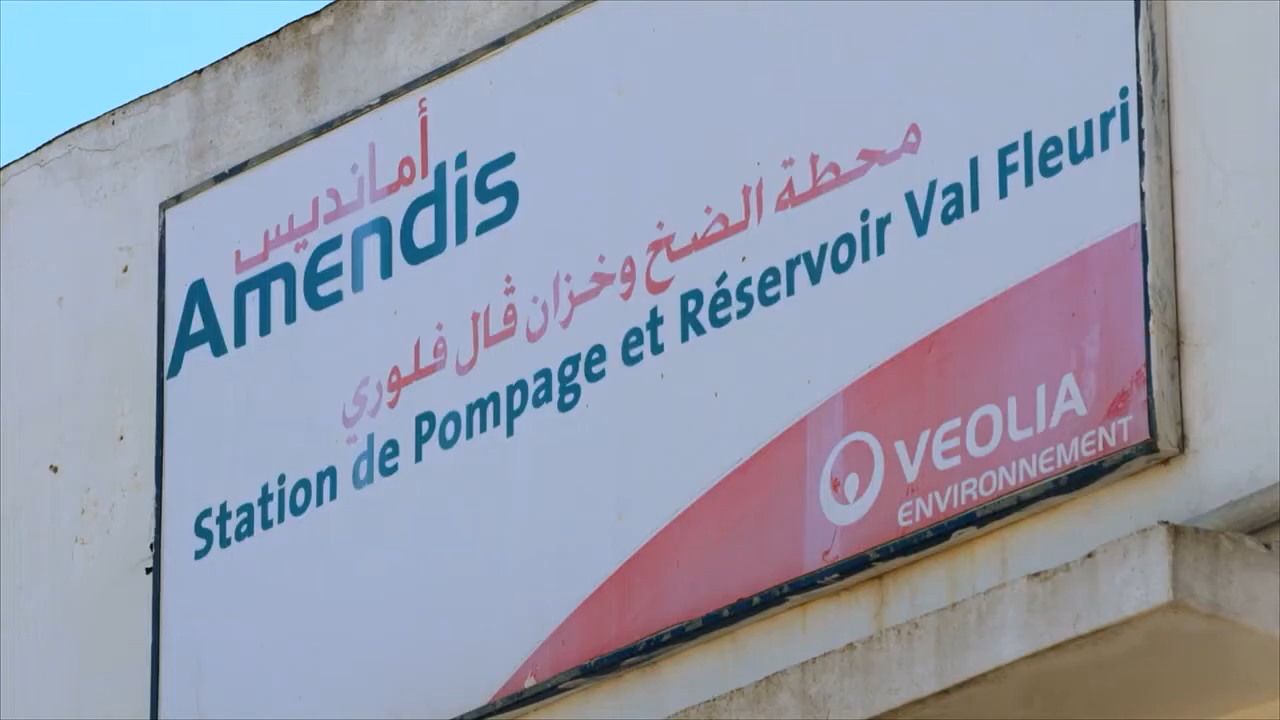 أمانديس
Amendis
محطة الضخ وخزان ڤال فلوري
Station de Pompage et Réservoir Val Fleuri
VEOLIA
ENVIRONNEMENT